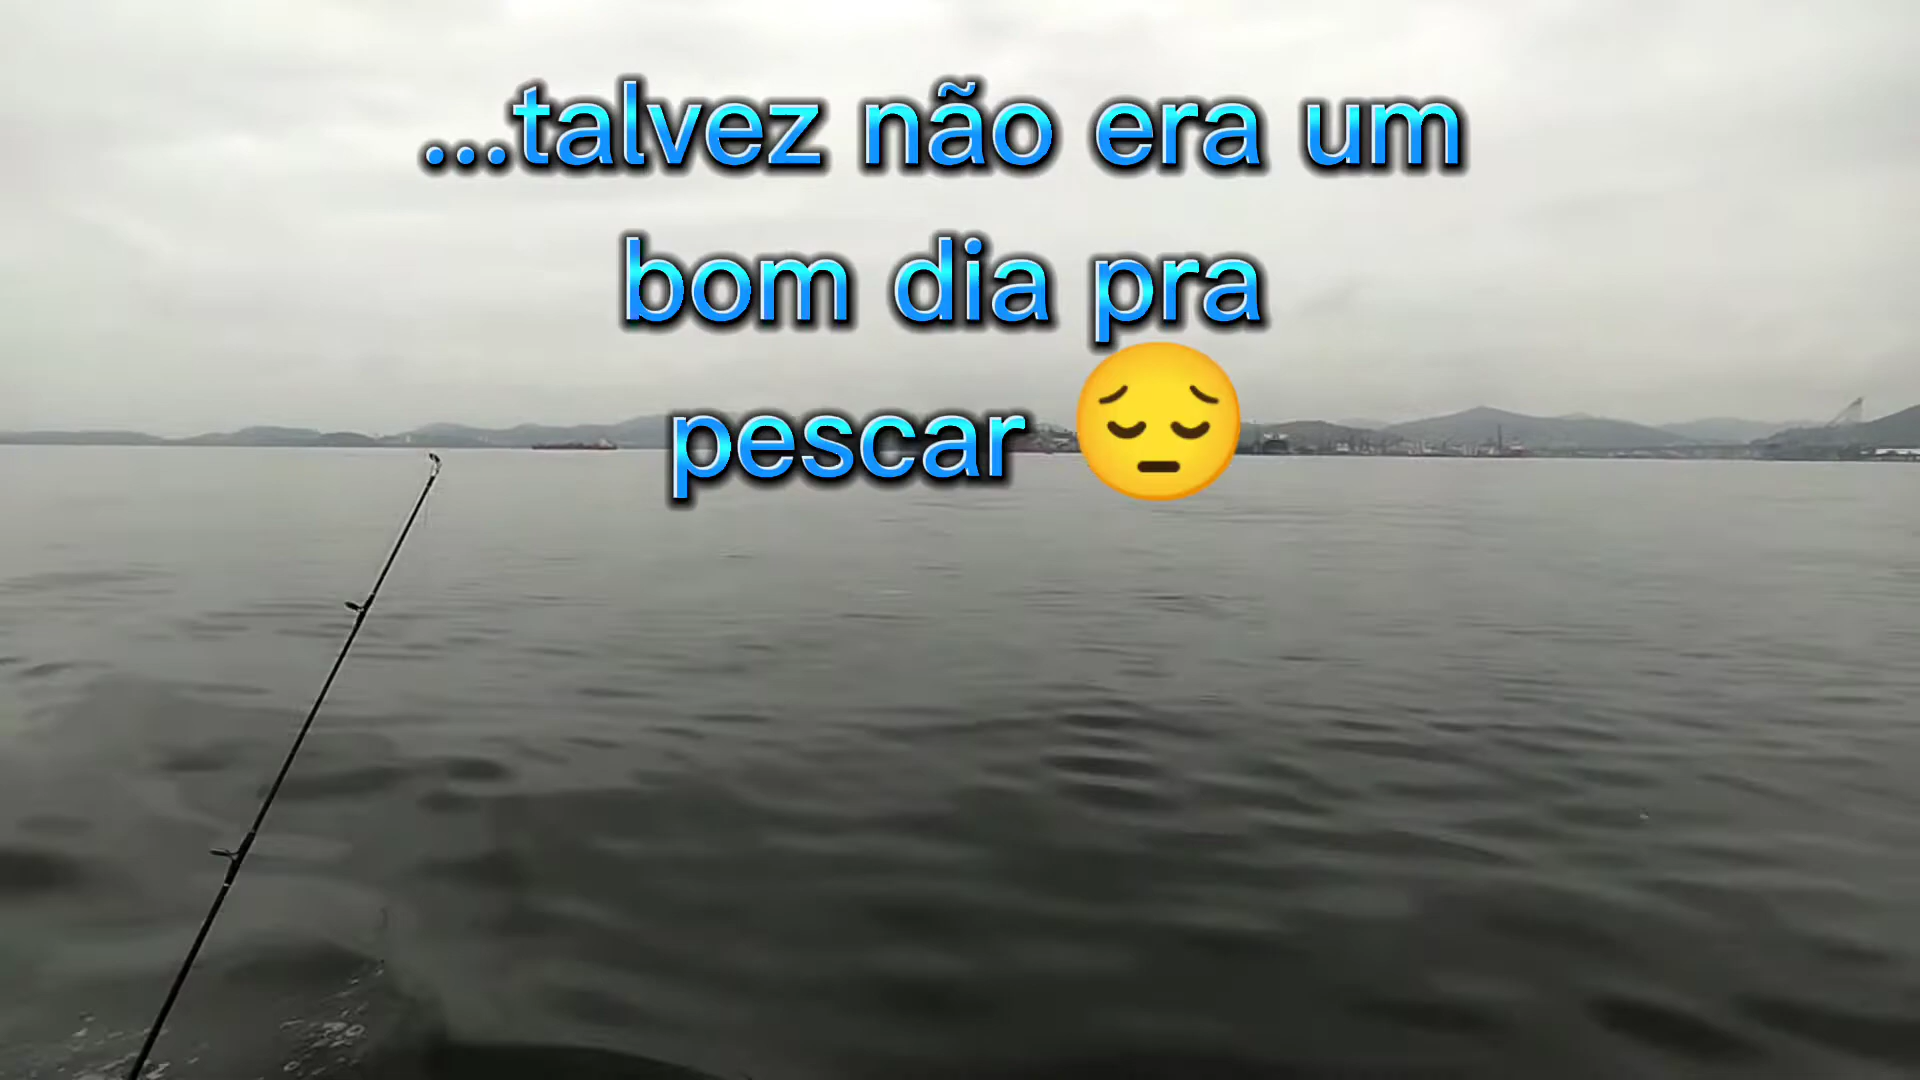 ...talvez não era um
bom dia pra
pescar 😔